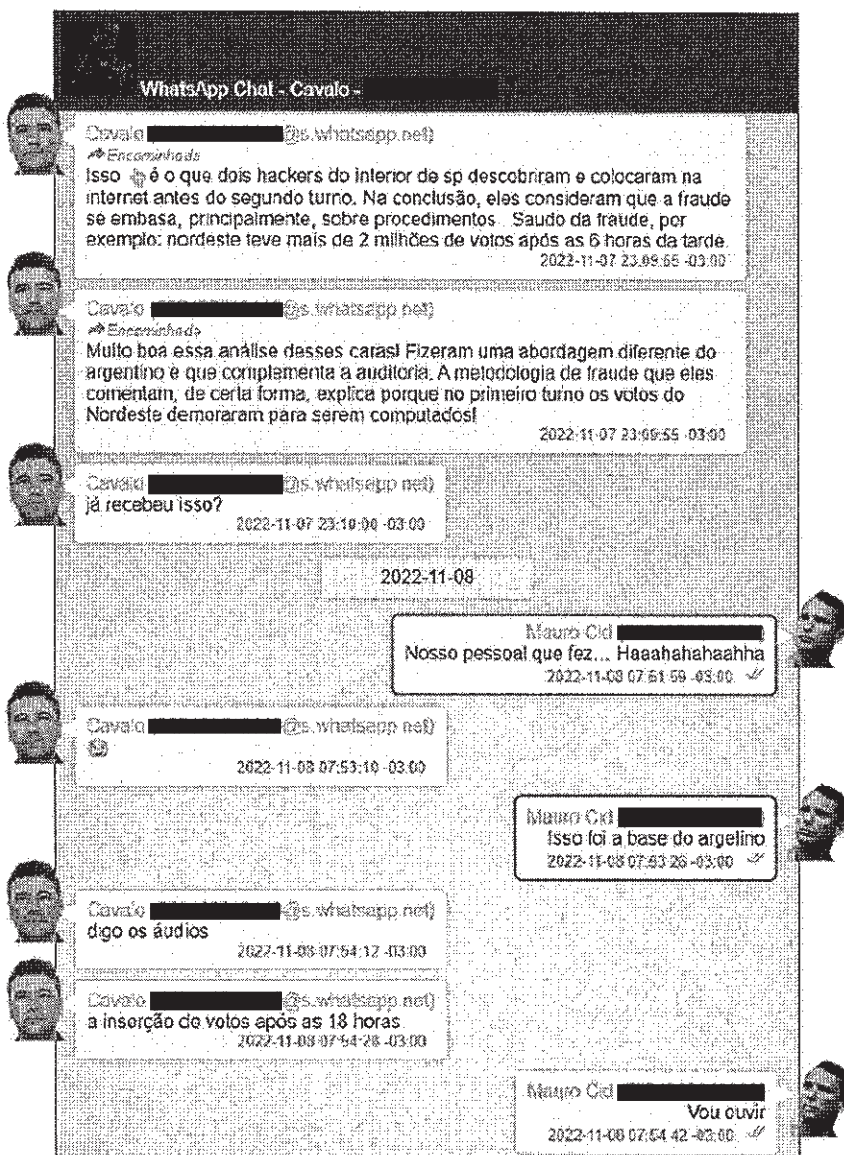 WhatsApp Chat - Cavalo -
Cavalo @s.whatsapp.net)
Encaminhada
Isso 👆 é o que dois hackers do interior de sp descobriram e colocaram na
internet antes do segundo turno. Na conclusão, eles consideram que a fraude
se embasa, principalmente, sobre procedimentos. Saudo da fraude, por
exemplo: nordeste teve mais de 2 milhões de votos após as 6 horas da tarde.
2022-11-07 23:09:55 -03:00
Cavalo @s.whatsapp.net)
Encaminhada
Muito boa essa análise desses caras! Fizeram uma abordagem diferente do
argentino e que complementa a auditoria. A metodologia de fraude que eles
comentam, de certa forma, explica porque no primeiro turno os votos do
Nordeste demoraram para serem computados!
2022-11-07 23:09:55 -03:00
Cavalo @s.whatsapp.net)
já recebeu isso?
2022-11-07 23:10:00 -03:00
2022-11-08
Mauro Cid
Nosso pessoal que fez... Haaahahahaahha
2022-11-08 07:51:59 -03:00
Cavalo @s.whatsapp.net)
2022-11-08 07:53:10 -03:00
Mauro Cid
Isso foi a base do argelino
2022-11-08 07:53:26 -03:00
Cavalo @s.whatsapp.net)
digo os áudios
2022-11-08 07:54:12 -03:00
Cavalo @s.whatsapp.net)
a inserção de votos após as 18 horas
2022-11-08 07:54:28 -03:00
Mauro Cid
Vou ouvir
2022-11-08 07:54:42 -03:00